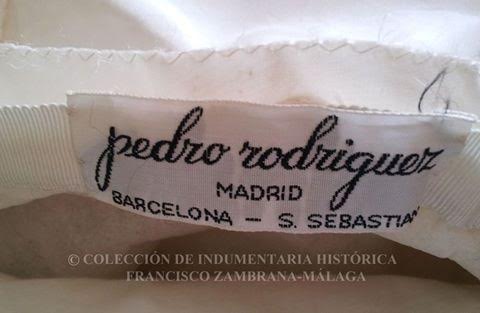 pedro rodriguez
MADRID
BARCELONA — S. SEBASTIAN
© COLECCIÓN DE INDUMENTARIA HISTÓRICA
FRANCISCO ZAMBRANA-MÁLAGA